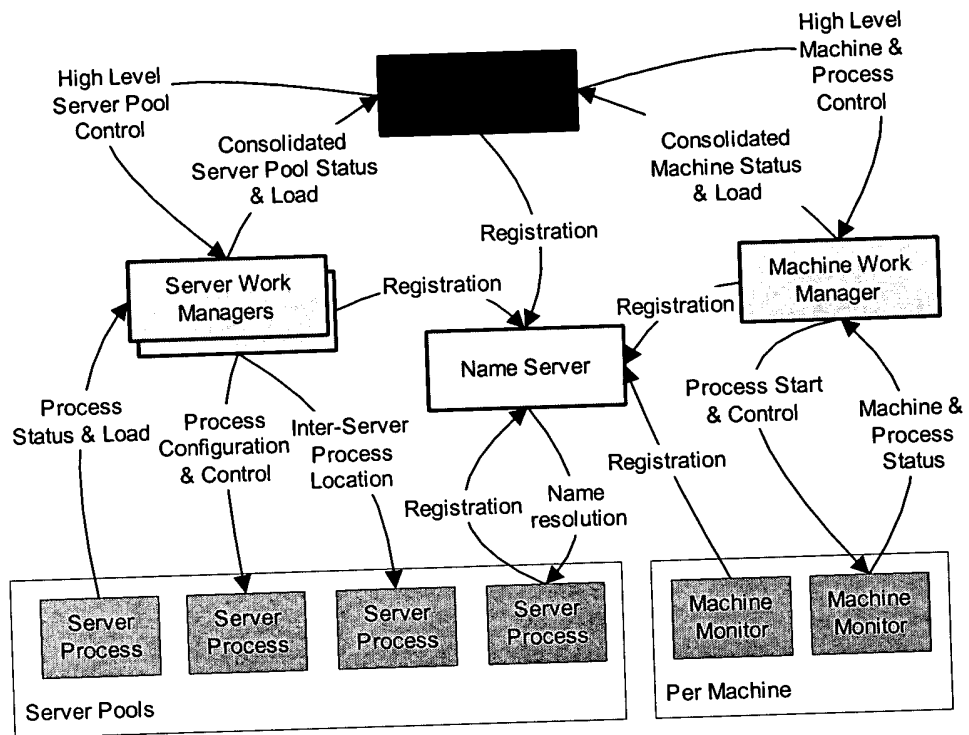 High Level
Server Pool
Control
Consolidated
Server Pool Status
& Load
High Level
Machine &
Process
Control
Consolidated
Machine Status
& Load
Registration
Server Work
Managers
Registration
Name Server
Registration
Machine Work
Manager
Process
Status & Load
Process
Configuration
& Control
Inter-Server
Process
Location
Registration
Name
resolution
Registration
Process Start
& Control
Machine &
Process
Status
Server
Process
Server
Process
Server
Process
Server
Process
Server Pools
Machine
Monitor
Machine
Monitor
Per Machine